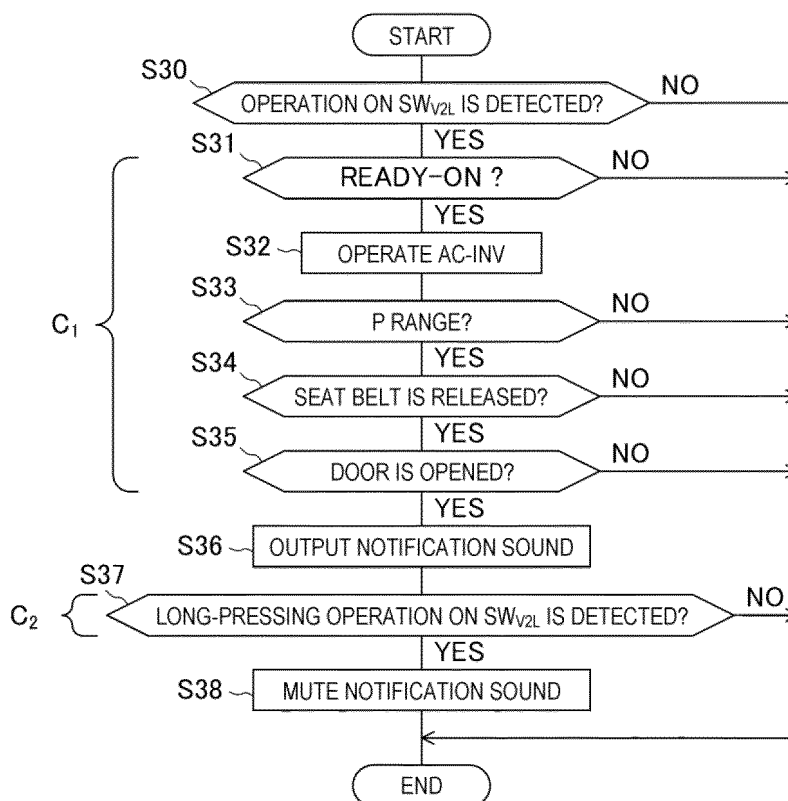 START
S30
OPERATION ON SWV2L IS DETECTED?
NO
YES
S31
READY-ON ?
NO
YES
S32
OPERATE AC-INV
S33
P RANGE?
NO
C1
YES
S34
SEAT BELT IS RELEASED?
NO
YES
S35
DOOR IS OPENED?
NO
YES
S36
OUTPUT NOTIFICATION SOUND
S37
C2
LONG-PRESSING OPERATION ON SWV2L IS DETECTED?
NO
YES
S38
MUTE NOTIFICATION SOUND
END